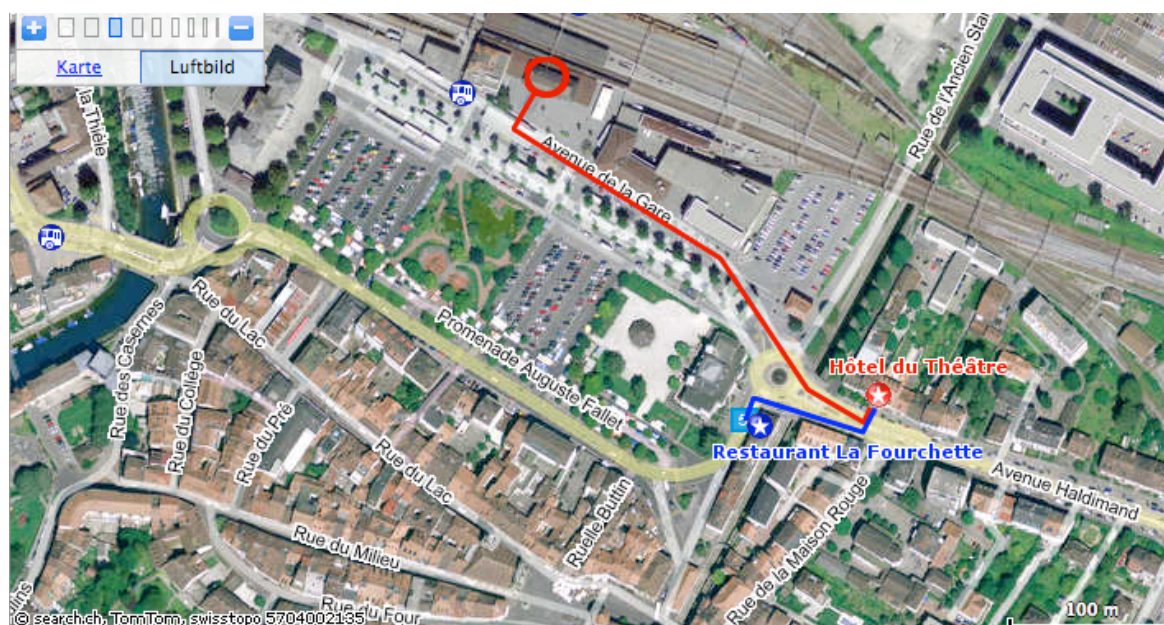 Karte
Luftbild
la Thièle
Rue de l'Ancien Stan
Avenue de la Gare
Rue du Lac
Rue des Casernes
Rue du Collège
Rue du Pré
Promenade Auguste Fallet
Hôtel du Théâtre
Restaurant La Fourchette
Rue du Lac
Ruelle Buttin
Avenue Haldimand
Rue de la Maison Rouge
Rue du Milieu
Rue du Four
100 m
© search.ch, TomTom, swisstopo 5704002135